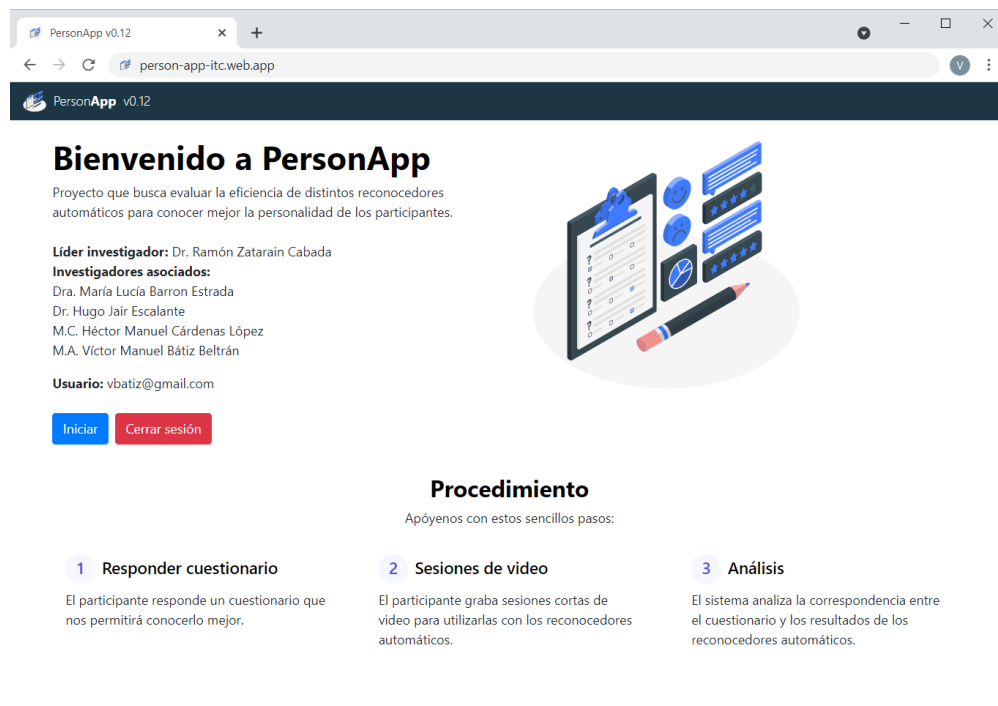 PersonApp v0.12
person-app-itc.web.app
V
PersonApp v0.12
Bienvenido a PersonApp
Proyecto que busca evaluar la eficiencia de distintos reconocedores
automáticos para conocer mejor la personalidad de los participantes.
Líder investigador: Dr. Ramón Zatarain Cabada
Investigadores asociados:
Dra. María Lucía Barron Estrada
Dr. Hugo Jair Escalante
M.C. Héctor Manuel Cárdenas López
M.A. Víctor Manuel Bátiz Beltrán
Usuario: vbatiz@gmail.com
Iniciar Cerrar sesión
? 
?
?
?
Procedimiento
Apóyenos con estos sencillos pasos:
1 Responder cuestionario
El participante responde un cuestionario que
nos permitirá conocerlo mejor.
2 Sesiones de video
El participante graba sesiones cortas de
video para utilizarlas con los reconocedores
automáticos.
3 Análisis
El sistema analiza la correspondencia entre
el cuestionario y los resultados de los
reconocedores automáticos.